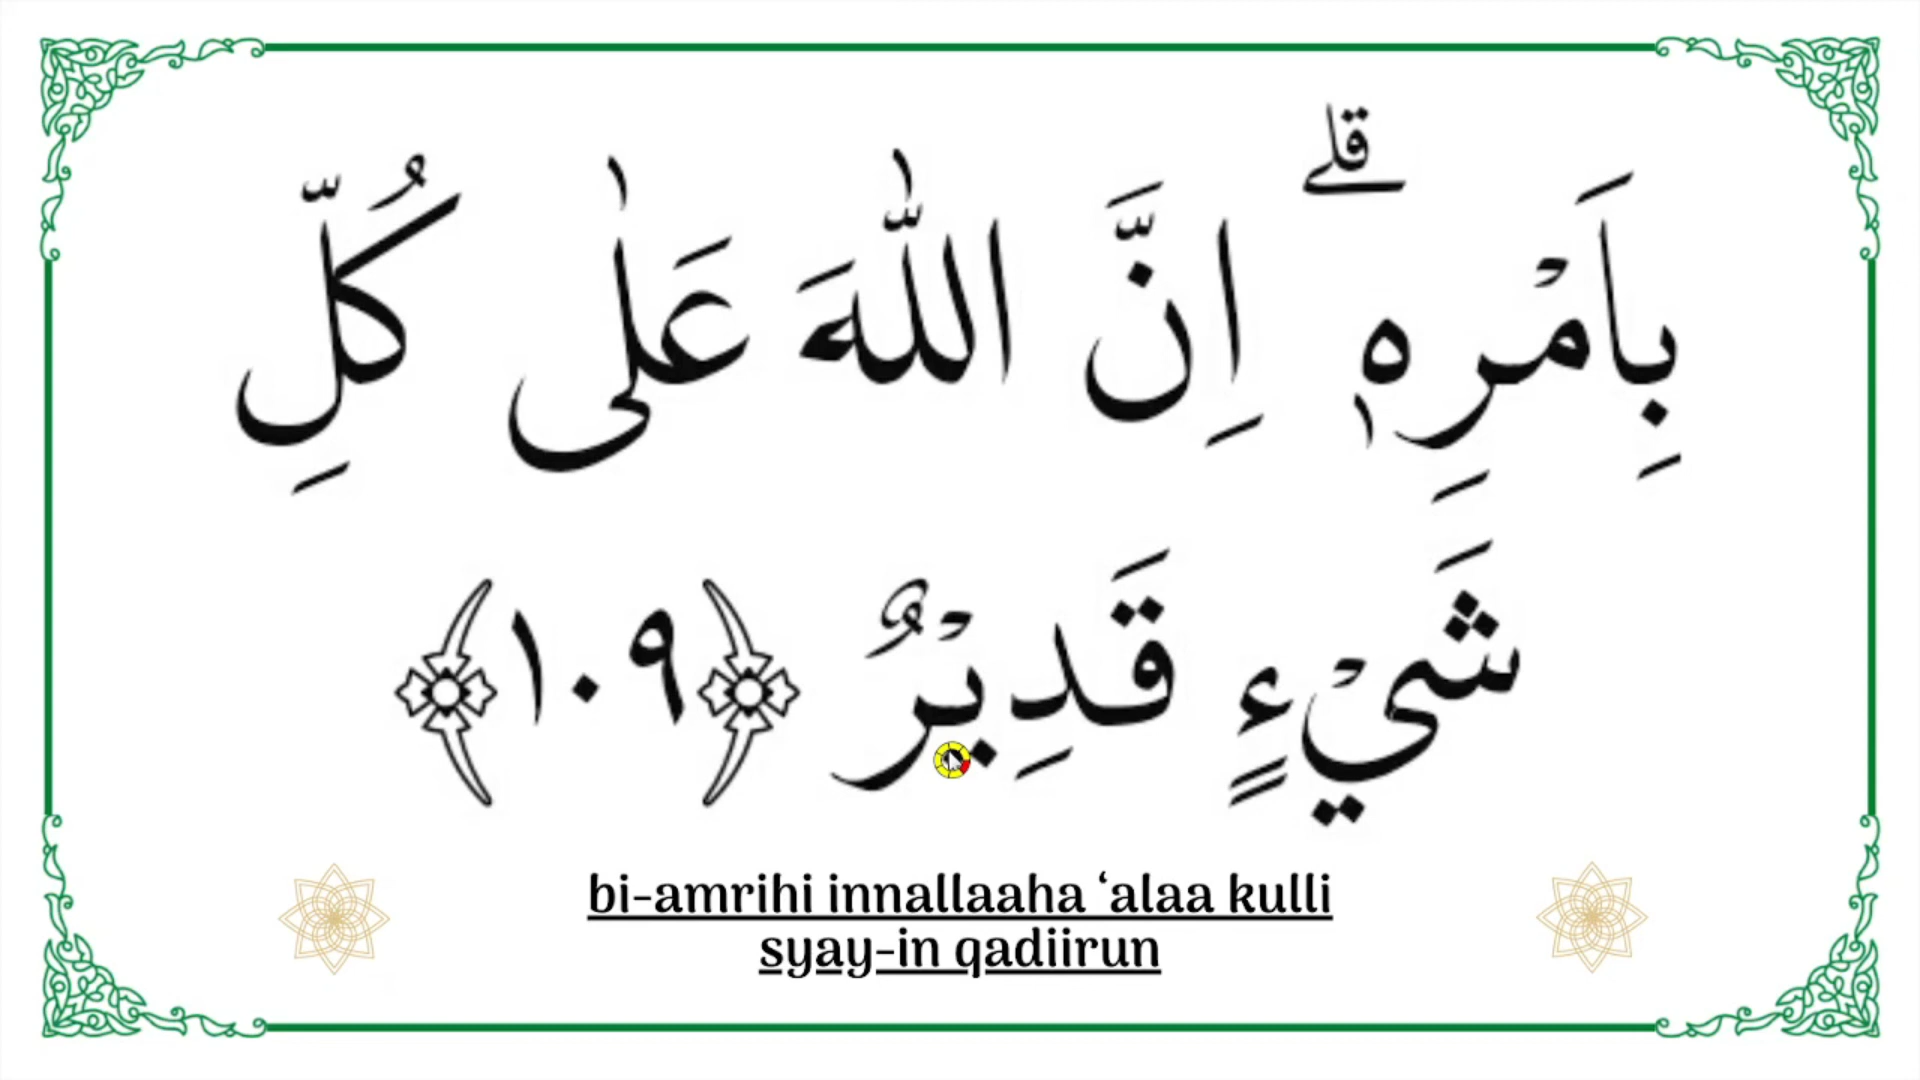 بِاَمْرِهٖ ۗ اِنَّ اللّٰهَ عَلٰى كُلِّ
شَيْءٍ قَدِيْرٌ ﴿١٠٩﴾
bi-amrihi innallaaha ‘alaa kulli
syay-in qadiirun